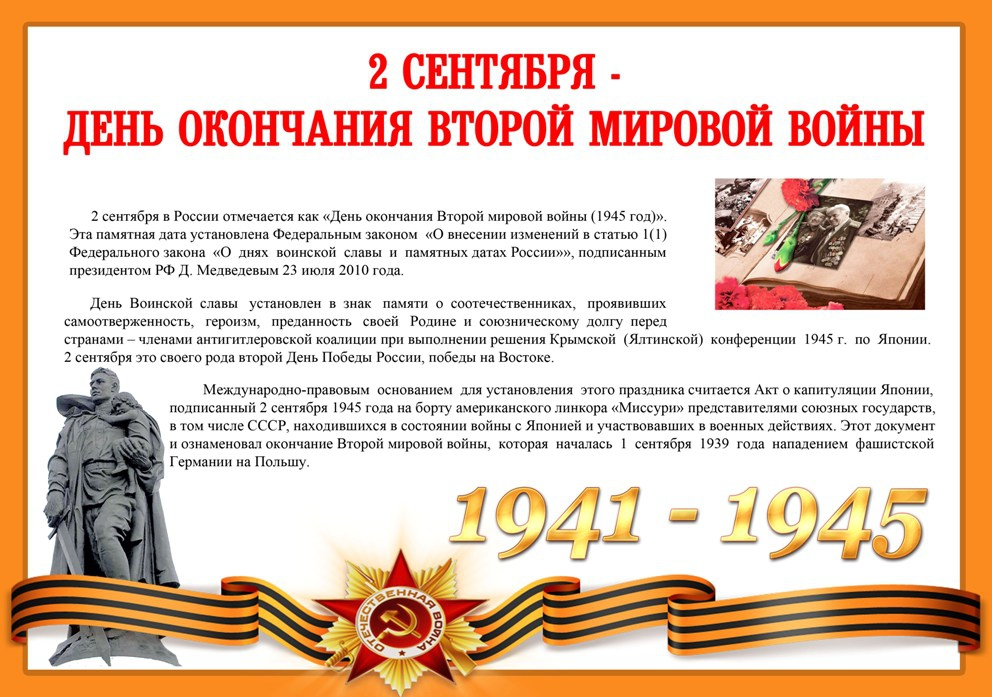 2 СЕНТЯБРЯ -
ДЕНЬ ОКОНЧАНИЯ ВТОРОЙ МИРОВОЙ ВОЙНЫ
2 сентября в России отмечается как «День окончания Второй мировой войны (1945 год)».
Эта памятная дата установлена Федеральным законом «О внесении изменений в статью 1(1)
Федерального закона «О днях воинской славы и памятных датах России»», подписанным
президентом РФ Д. Медведевым 23 июля 2010 года.
День Воинской славы установлен в знак памяти о соотечественниках, проявивших
самоотверженность, героизм, преданность своей Родине и союзническому долгу перед
странами – членами антигитлеровской коалиции при выполнении решения Крымской (Ялтинской) конференции 1945 г. по Японии.
2 сентября это своего рода второй День Победы России, победы на Востоке.
Международно-правовым основанием для установления этого праздника считается Акт о капитуляции Японии,
подписанный 2 сентября 1945 года на борту американского линкора «Миссури» представителями союзных государств,
в том числе СССР, находившихся в состоянии войны с Японией и участвовавших в военных действиях. Этот документ
и ознаменовал окончание Второй мировой войны, которая началась 1 сентября 1939 года нападением фашистской
Германии на Польшу.
1941 - 1945
ОТЕЧЕСТВЕННАЯ ВОЙНА